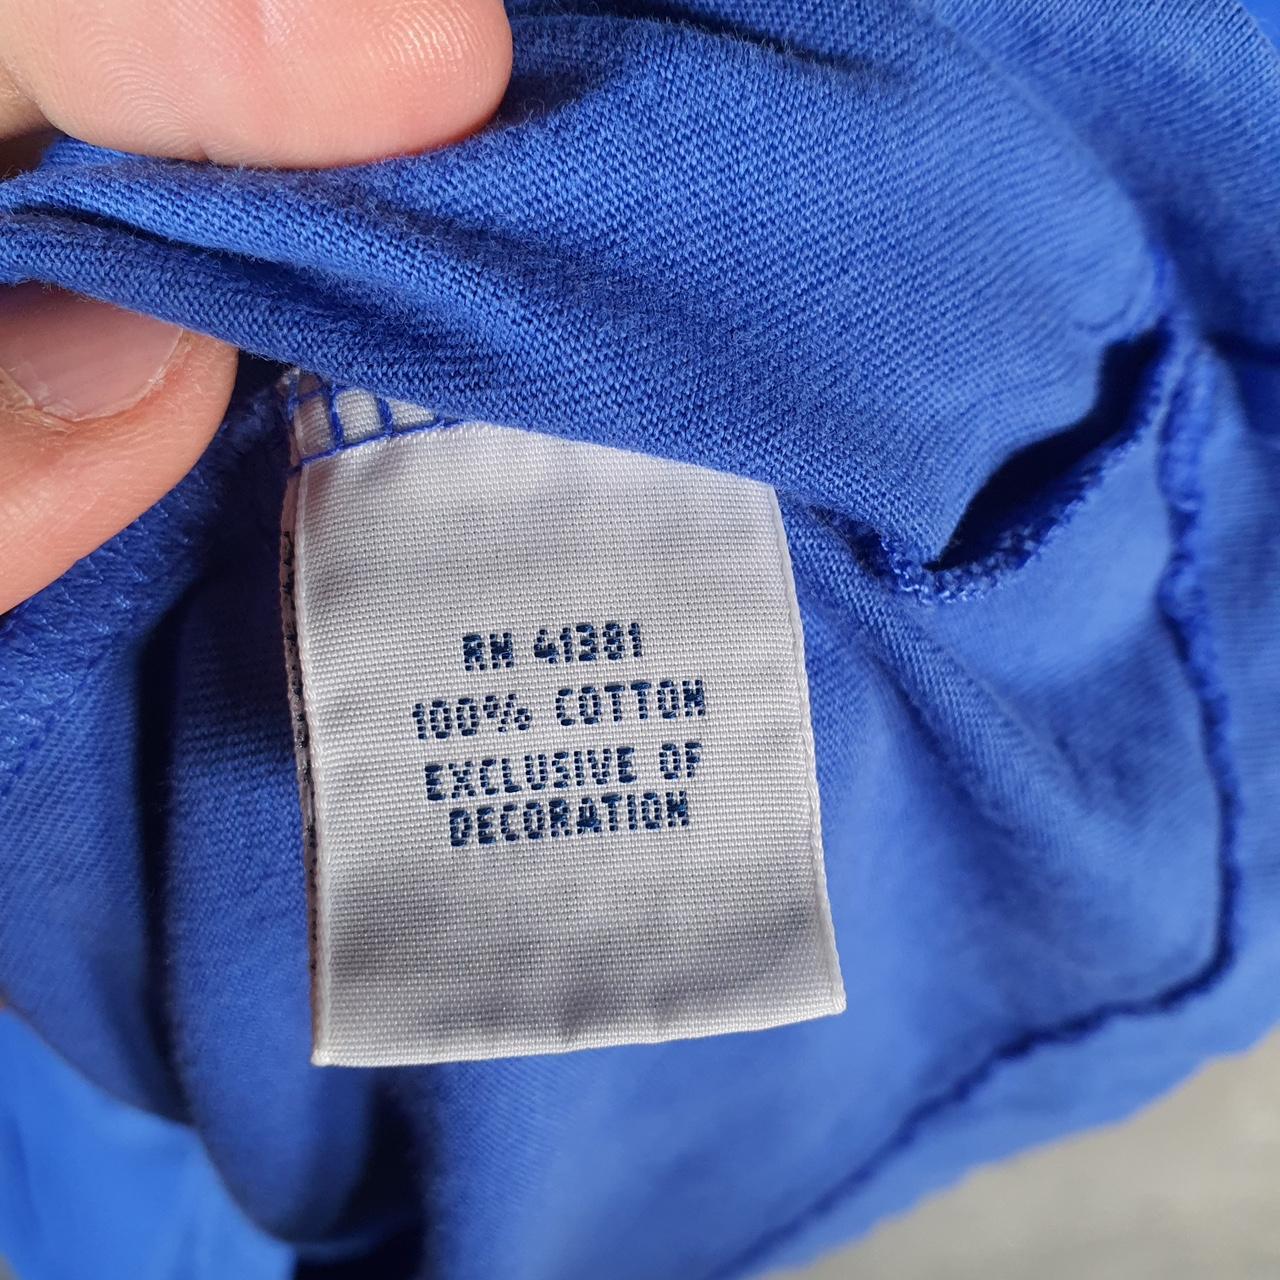 RN 41381
100% COTTON
EXCLUSIVE OF
DECORATION